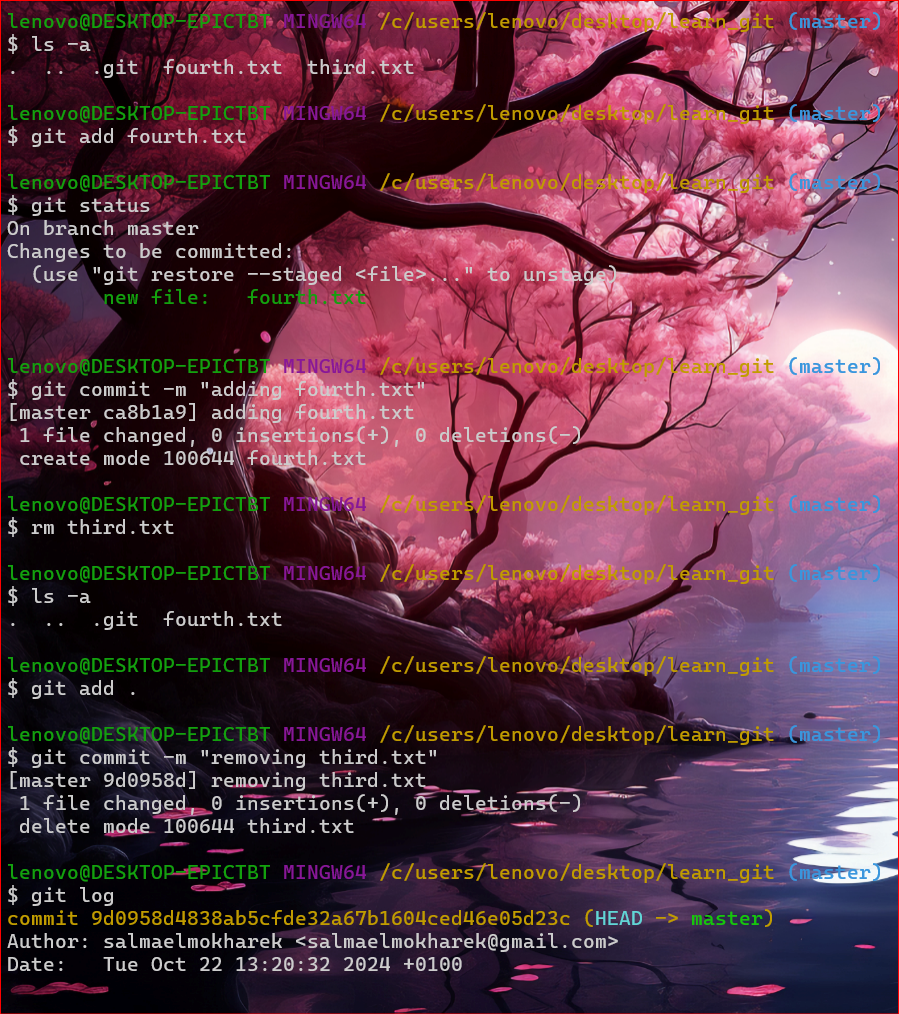 lenovo@DESKTOP-EPICTBT MINGW64 /c/users/lenovo/desktop/learn_git (master)
$ ls -a
.  ..  .git  fourth.txt  third.txt
lenovo@DESKTOP-EPICTBT MINGW64 /c/users/lenovo/desktop/learn_git (master)
$ git add fourth.txt
lenovo@DESKTOP-EPICTBT MINGW64 /c/users/lenovo/desktop/learn_git (master)
$ git status
On branch master
Changes to be committed:
  (use "git restore --staged <file>..." to unstage)
        new file:   fourth.txt
lenovo@DESKTOP-EPICTBT MINGW64 /c/users/lenovo/desktop/learn_git (master)
$ git commit -m "adding fourth.txt"
[master ca8b1a9] adding fourth.txt
 1 file changed, 0 insertions(+), 0 deletions(-)
 create mode 100644 fourth.txt
lenovo@DESKTOP-EPICTBT MINGW64 /c/users/lenovo/desktop/learn_git (master)
$ rm third.txt
lenovo@DESKTOP-EPICTBT MINGW64 /c/users/lenovo/desktop/learn_git (master)
$ ls -a
.  ..  .git  fourth.txt
lenovo@DESKTOP-EPICTBT MINGW64 /c/users/lenovo/desktop/learn_git (master)
$ git add .
lenovo@DESKTOP-EPICTBT MINGW64 /c/users/lenovo/desktop/learn_git (master)
$ git commit -m "removing third.txt"
[master 9d0958d] removing third.txt
 1 file changed, 0 insertions(+), 0 deletions(-)
 delete mode 100644 third.txt
lenovo@DESKTOP-EPICTBT MINGW64 /c/users/lenovo/desktop/learn_git (master)
$ git log
commit 9d0958d4838ab5cfde32a67b1604ced46e05d23c (HEAD -> master)
Author: salmaelmokharek <salmaelmokharek@gmail.com>
Date:   Tue Oct 22 13:20:32 2024 +0100